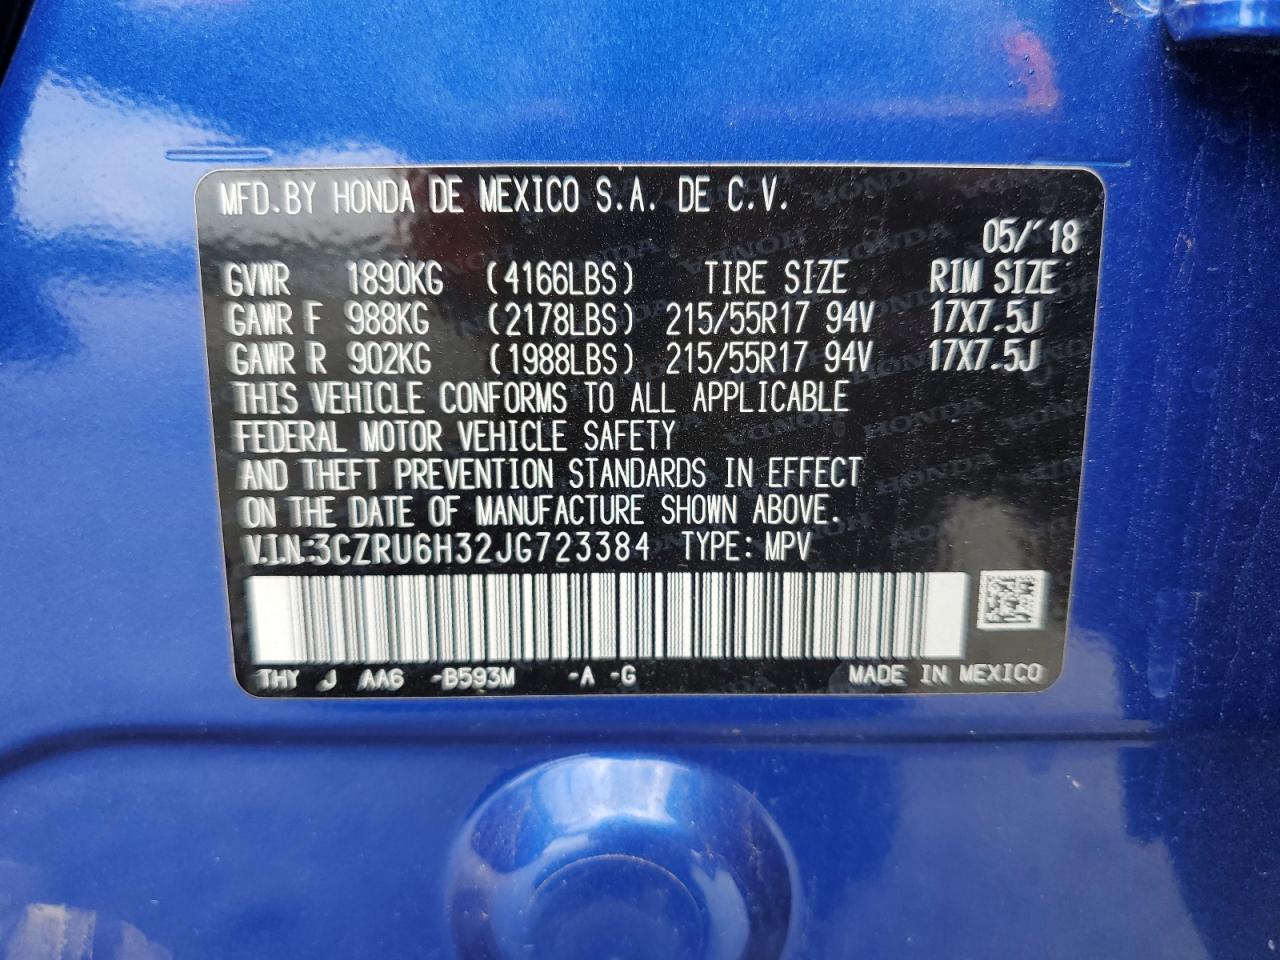 MFD.BY HONDA DE MEXICO S.A. DE C.V.
05/'18
GVWR 1890KG (4166LBS) TIRE SIZE RIM SIZE
GAWR F 988KG (2178LBS) 215/55R17 94V 17X7.5J
GAWR R 902KG (1988LBS) 215/55R17 94V 17X7.5J
THIS VEHICLE CONFORMS TO ALL APPLICABLE
FEDERAL MOTOR VEHICLE SAFETY
AND THEFT PREVENTION STANDARDS IN EFFECT
ON THE DATE OF MANUFACTURE SHOWN ABOVE.
V.I.N:3CZRU6H32JG723384 TYPE: MPV
THY J AA6 -B593M -A -G MADE IN MEXICO